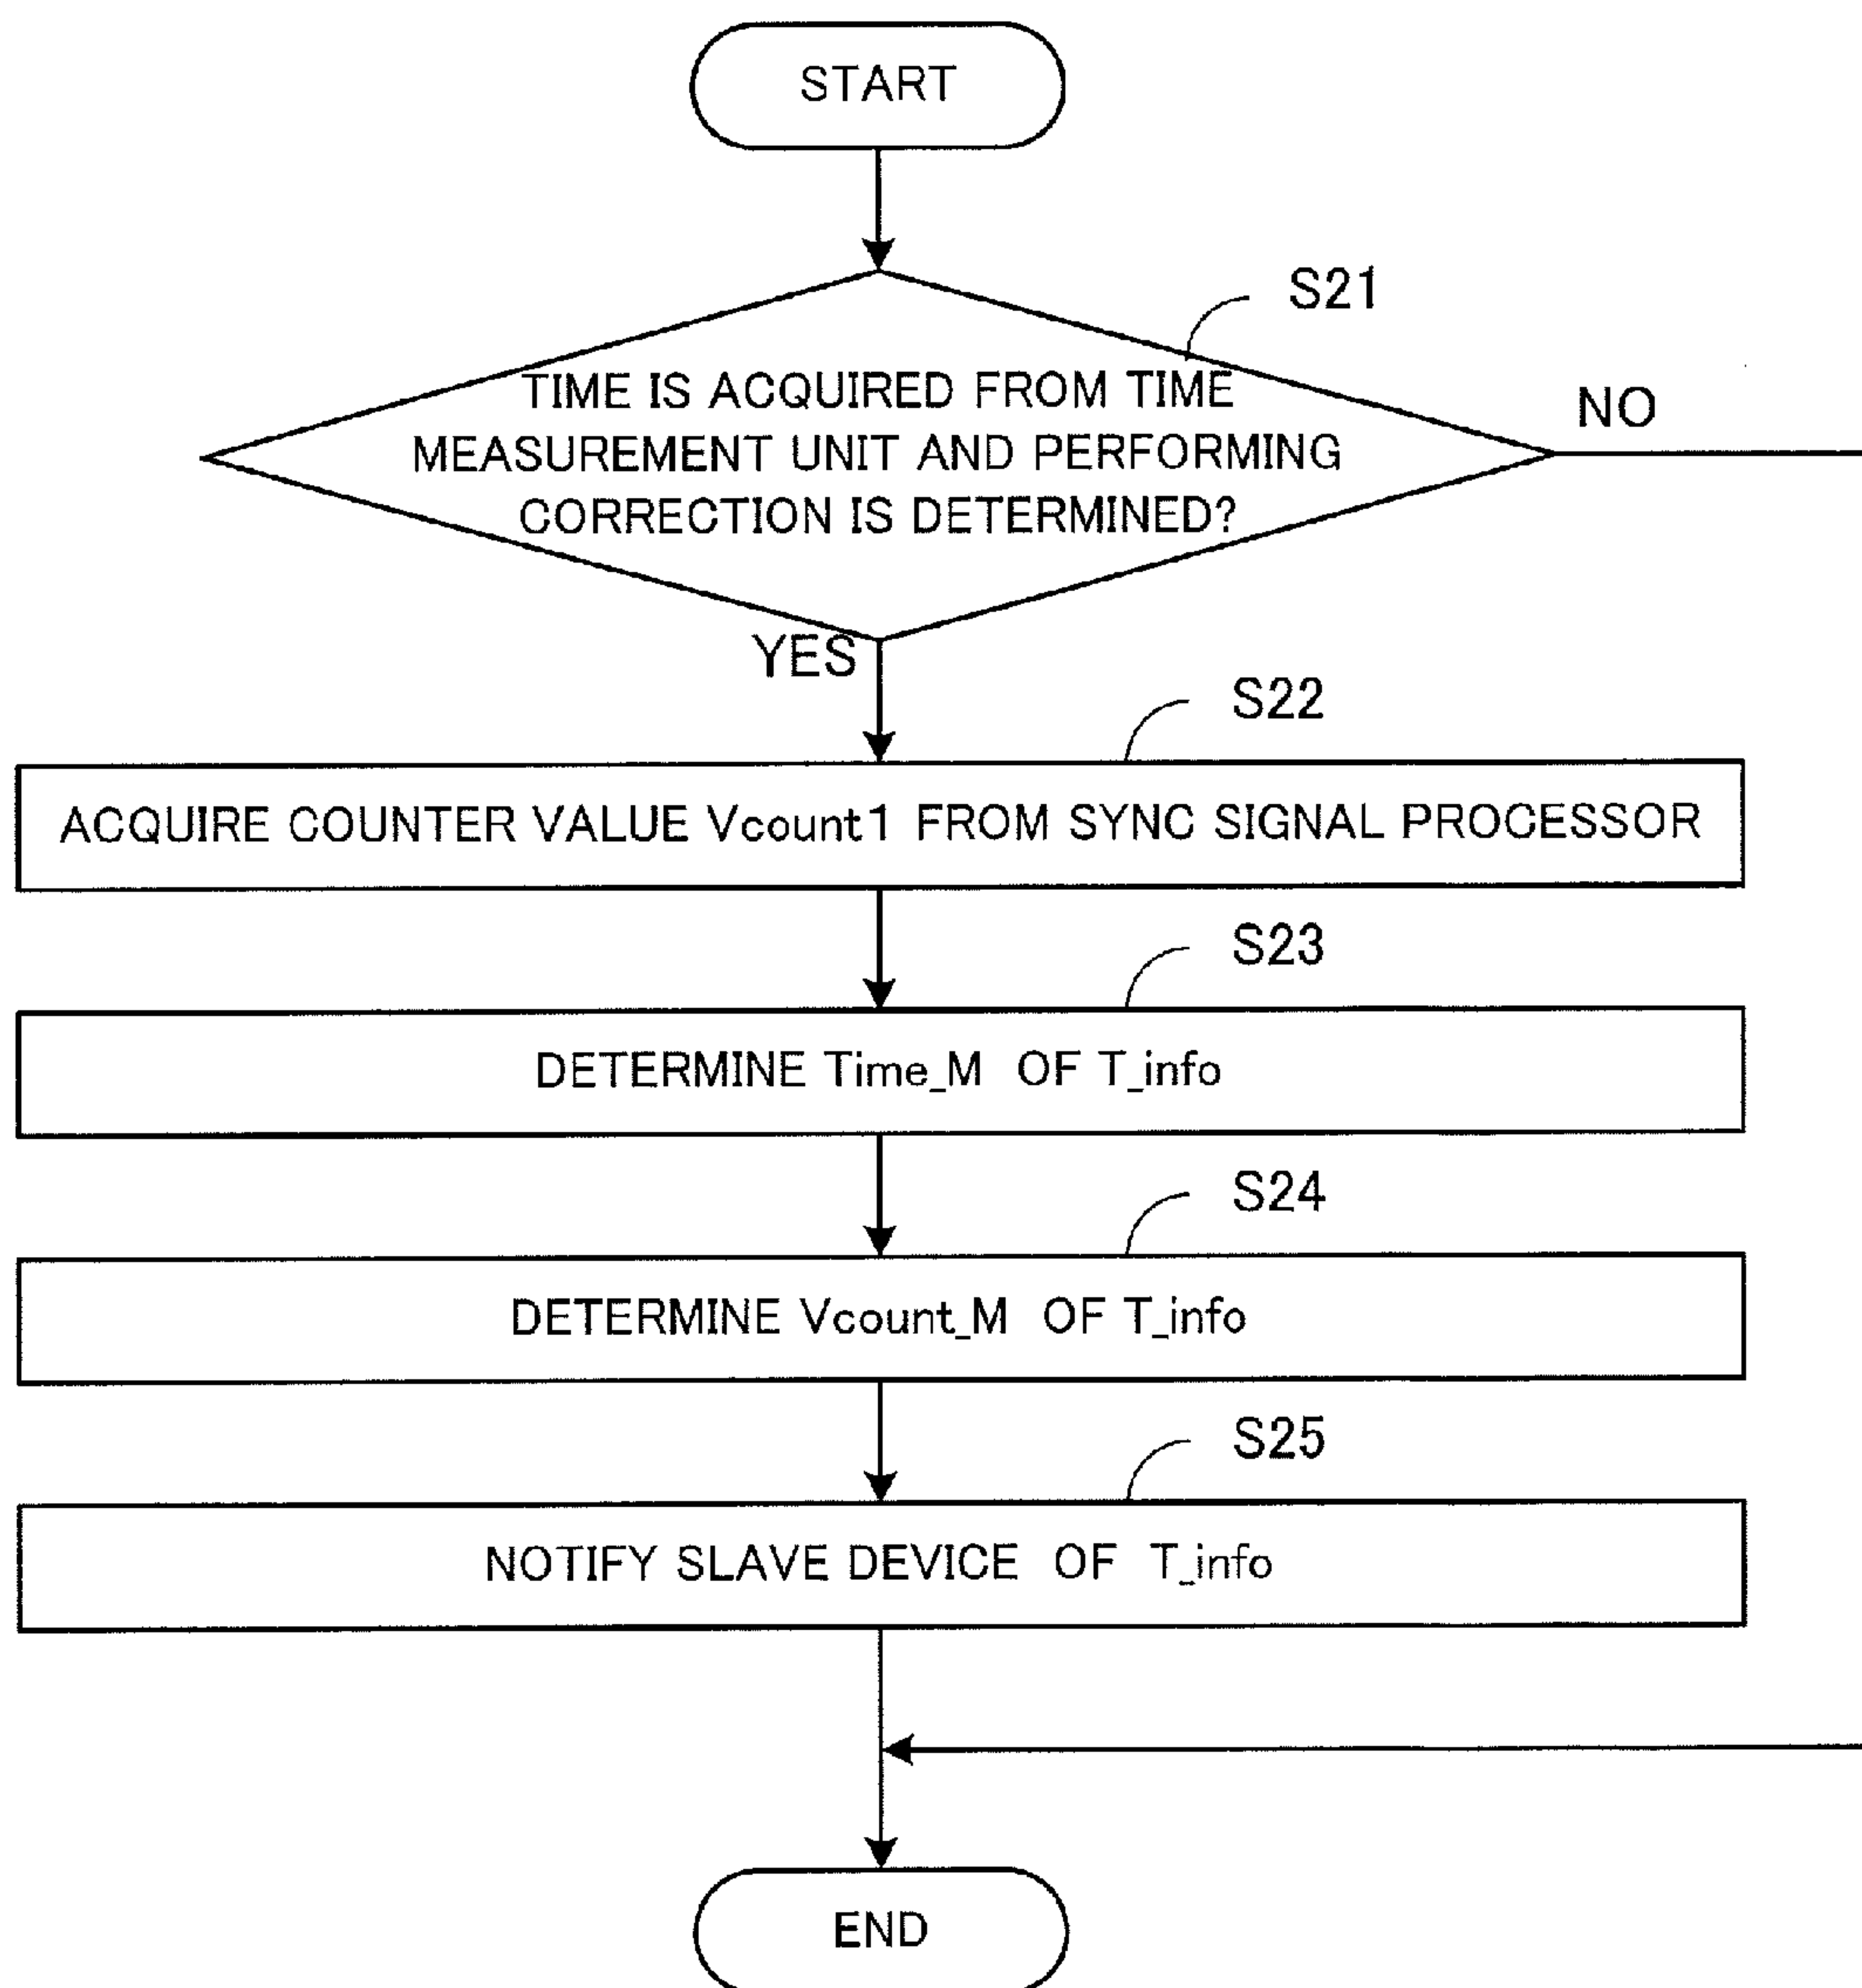 START
S21
TIME IS ACQUIRED FROM TIME
MEASUREMENT UNIT AND PERFORMING
CORRECTION IS DETERMINED?
NO
YES
S22
ACQUIRE COUNTER VALUE Vcount1 FROM SYNC SIGNAL PROCESSOR
S23
DETERMINE Time_M OF T_info
S24
DETERMINE Vcount_M OF T_info
S25
NOTIFY SLAVE DEVICE OF T_info
END